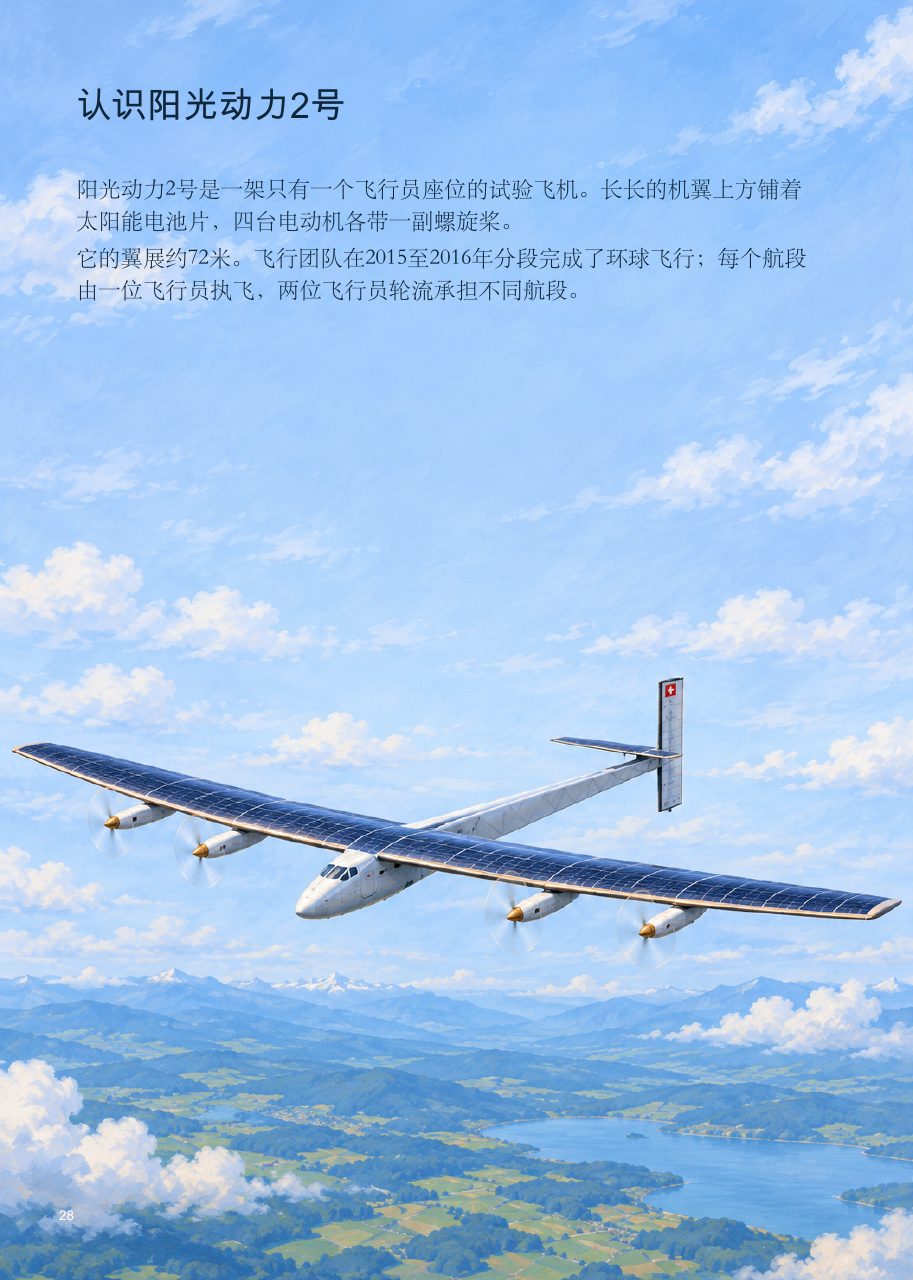 认识阳光动力2号
阳光动力2号是一架只有一个飞行员座位的试验飞机。长长的机翼上方铺着
太阳能电池片，四台电动机各带一副螺旋桨。
它的翼展约72米。飞行团队在2015至2016年分段完成了环球飞行；每个航段
由一位飞行员执飞，两位飞行员轮流承担不同航段。
28